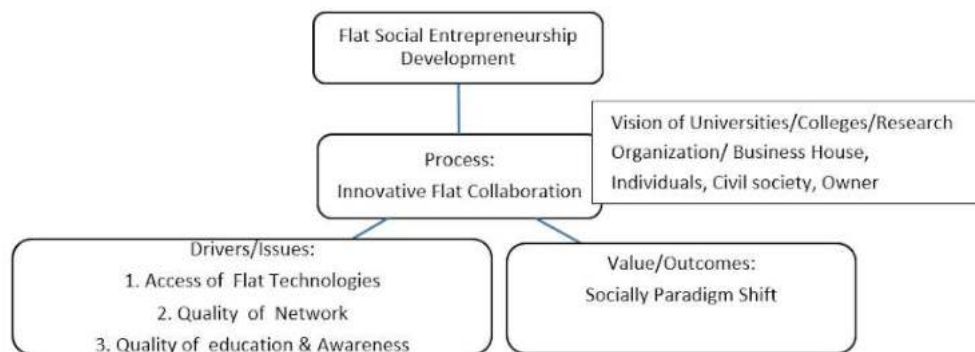 Flat Social Entrepreneurship
Development
Process:
Innovative Flat Collaboration
Vision of Universities/Colleges/Research
Organization/ Business House,
Individuals, Civil society, Owner
Drivers/Issues:
1. Access of Flat Technologies
2. Quality of Network
3. Quality of education & Awareness
Value/Outcomes:
Socially Paradigm Shift